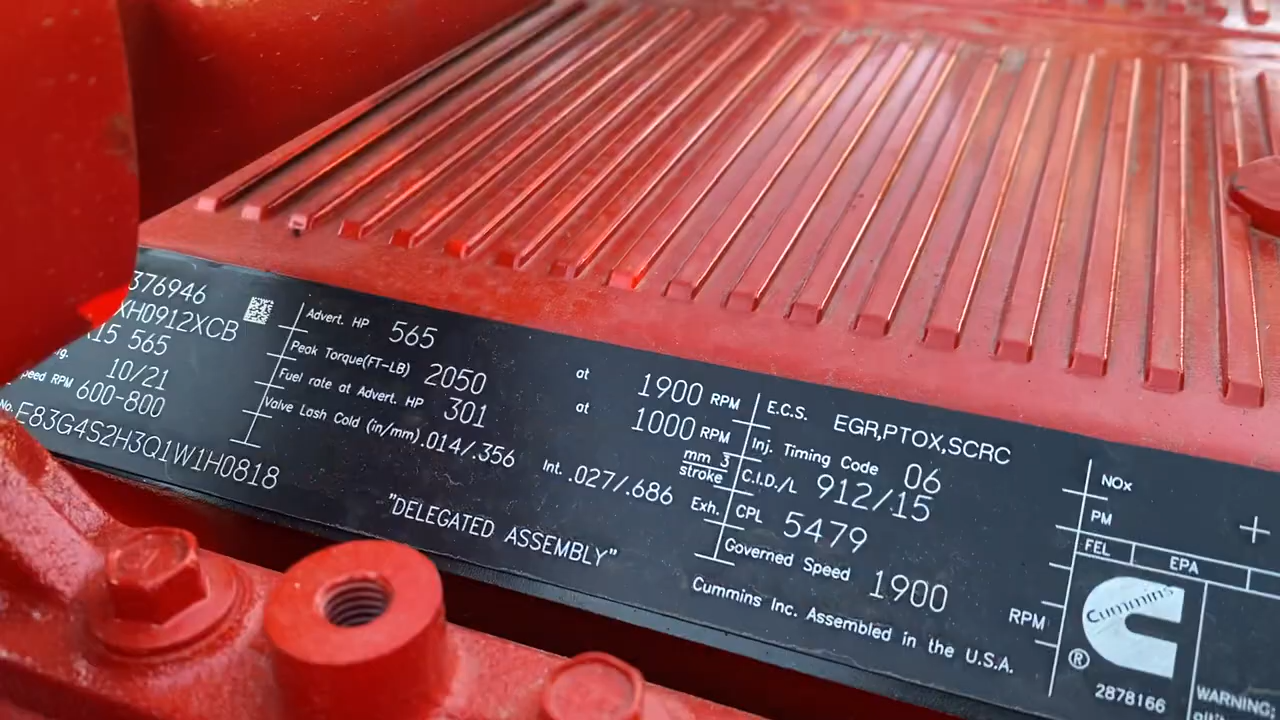 376946
XH0912XCB
15 565
10/21
RPM 600-800
No. E83G4S2H3Q1W1H0818
Advert. HP 565 at 1900 RPM
Peak Torque(FT-LB) 2050 at 1000 RPM
Fuel rate at Advert. HP 301 mm 3 stroke
Valve Lash Cold (in/mm) .014/.356 Int. .027/.686 Exh.
"DELEGATED ASSEMBLY"
E.C.S. EGR,PTOX,SCRC
Inj. Timing Code 06
C.I.D./L 912/15
CPL 5479
Governed Speed 1900 RPM
Cummins Inc. Assembled in the U.S.A.
NOx
PM +
FEL EPA
Cummins
®
2878166
WARNING: